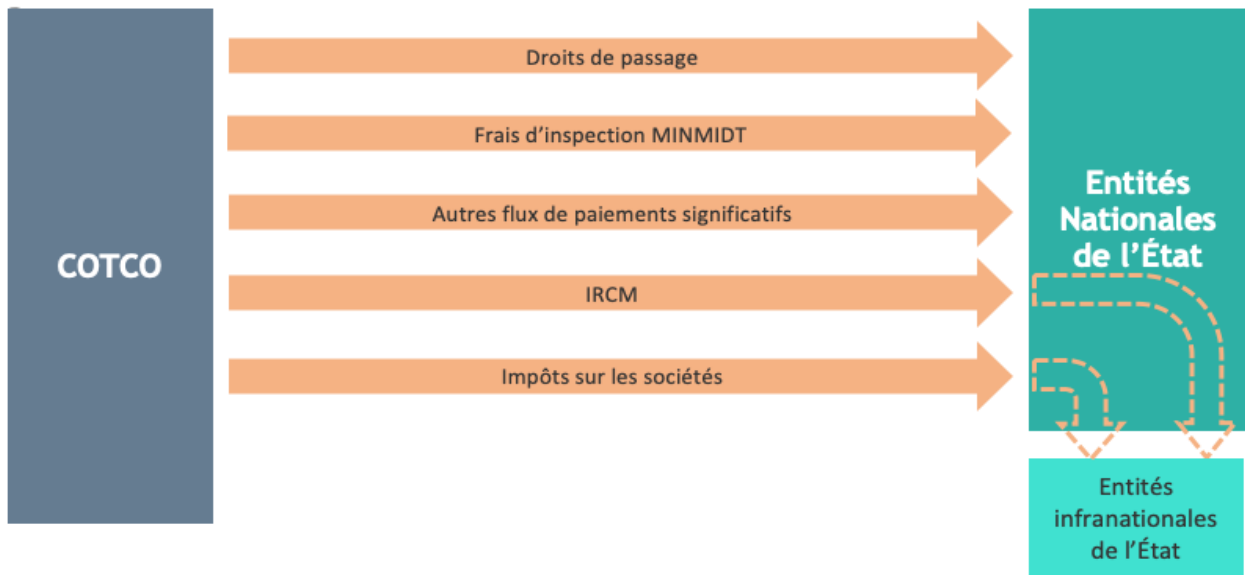 COTCO
Droits de passage
Frais d’inspection MINMIDT
Autres flux de paiements significatifs
IRCM
Impôts sur les sociétés
Entités
Nationales
de l’État
Entités
infranationales
de l’État